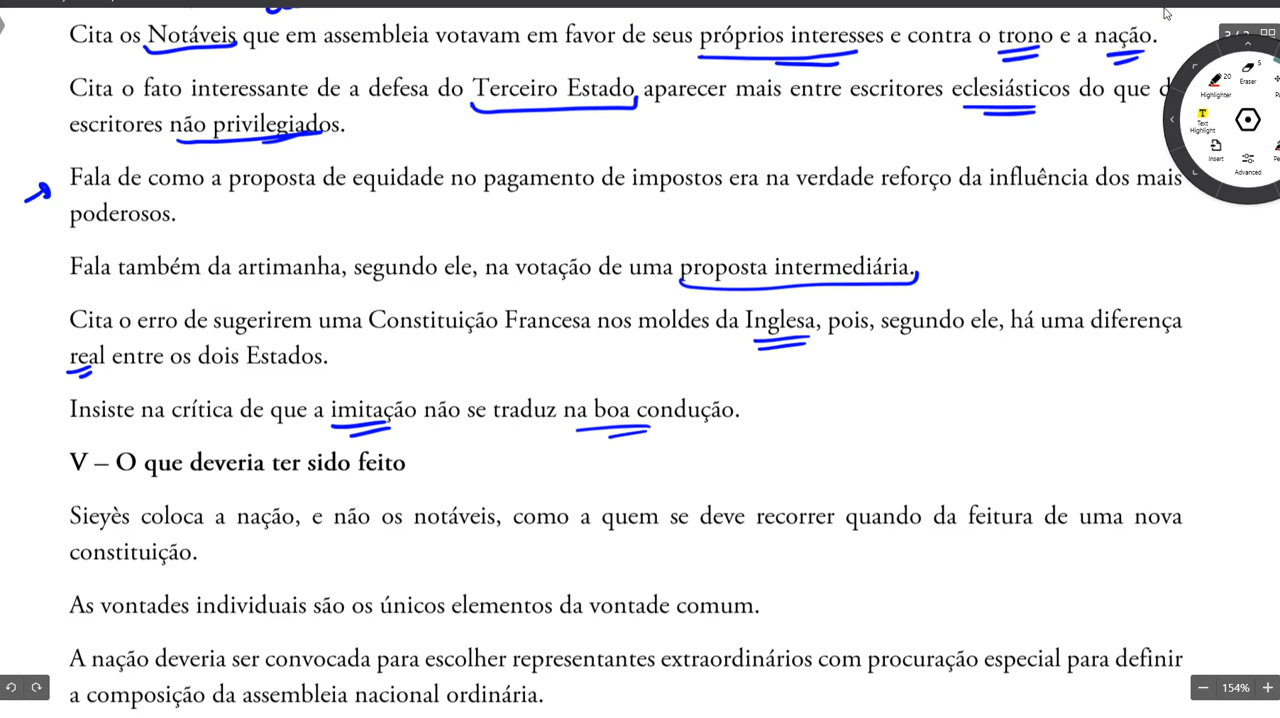 Cita os Notáveis que em assembleia votavam em favor de seus próprios interesses e contra o trono e a nação.
Cita o fato interessante de a defesa do Terceiro Estado aparecer mais entre escritores eclesiásticos do que
escritores não privilegiados.
Fala de como a proposta de equidade no pagamento de impostos era na verdade reforço da influência dos mais
poderosos.
Fala também da artimanha, segundo ele, na votação de uma proposta intermediária.
Cita o erro de sugerirem uma Constituição Francesa nos moldes da Inglesa, pois, segundo ele, há uma diferença
real entre os dois Estados.
Insiste na crítica de que a imitação não se traduz na boa condução.
V – O que deveria ter sido feito
Sieyès coloca a nação, e não os notáveis, como a quem se deve recorrer quando da feitura de uma nova
constituição.
As vontades individuais são os únicos elementos da vontade comum.
A nação deveria ser convocada para escolher representantes extraordinários com procuração especial para definir
a composição da assembleia nacional ordinária.
20
5
Highlighter
Eraser
Text
Highlight
Insert
Advanced
154%